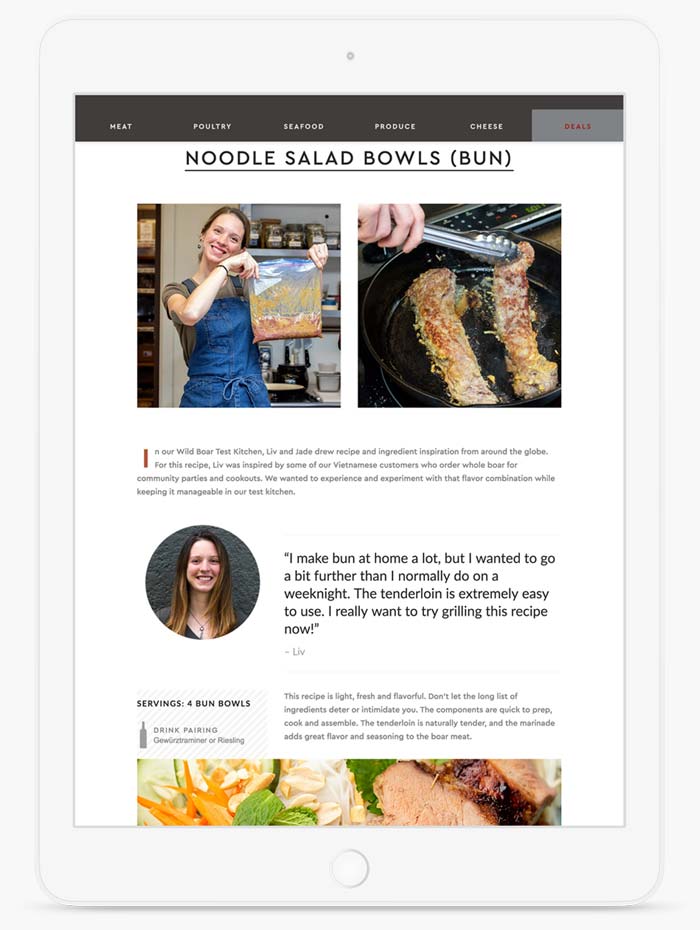 MEAT POULTRY SEAFOOD PRODUCE CHEESE DEALS
NOODLE SALAD BOWLS (BUN)
In our Wild Boar Test Kitchen, Liv and Jade drew recipe and ingredient inspiration from around the globe.
For this recipe, Liv was inspired by some of our Vietnamese customers who order whole boar for
community parties and cookouts. We wanted to experience and experiment with that flavor combination while
keeping it manageable in our test kitchen.
“I make bun at home a lot, but I wanted to go
a bit further than I normally do on a
weeknight. The tenderloin is extremely easy
to use. I really want to try grilling this recipe
now!”
– Liv
SERVINGS: 4 BUN BOWLS
DRINK PAIRING
Gewürztraminer or Riesling
This recipe is light, fresh and flavorful. Don't let the long list of
ingredients deter or intimidate you. The components are quick to prep,
cook and assemble. The tenderloin is naturally tender, and the marinade
adds great flavor and seasoning to the boar meat.